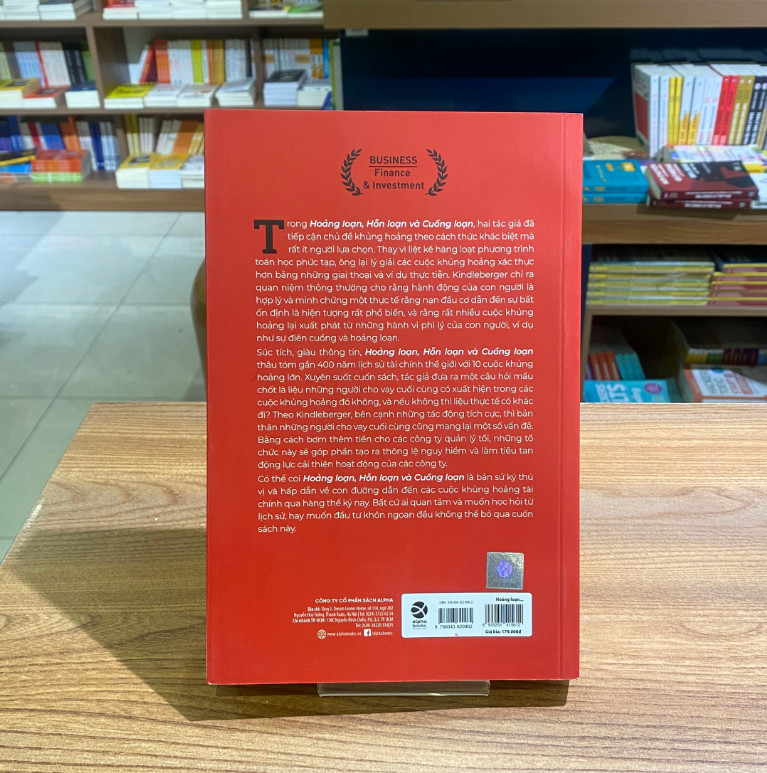 BUSINESS
Finance
& Investment
Trong Hoảng loạn, Hỗn loạn và Cuồng loạn, hai tác giả đã
tiếp cận chủ đề khủng hoảng theo cách thức khác biệt mà
rất ít người lựa chọn. Thay vì liệt kê hàng loạt phương trình
toán học phức tạp, ông lại lý giải các cuộc khủng hoảng xác thực
hơn bằng những giai thoại và ví dụ thực tiễn. Kindleberger chỉ ra
quan niệm thông thường cho rằng hành động của con người là
hợp lý và minh chứng một thực tế rằng nạn đầu cơ dẫn đến sự bất
ổn định là hiện tượng rất phổ biến, và rằng rất nhiều cuộc khủng
hoảng lại xuất phát từ những hành vi phi lý của con người, ví dụ
như sự điên cuồng và hoảng loạn.
Súc tích, giàu thông tin, Hoảng loạn, Hỗn loạn và Cuồng loạn
thâu tóm gần 400 năm lịch sử tài chính thế giới với 10 cuộc khủng
hoảng lớn. Xuyên suốt cuốn sách, tác giả đưa ra một câu hỏi mấu
chốt là liệu những người cho vay cuối cùng có xuất hiện trong các
cuộc khủng hoảng đó không, và nếu không thì liệu thực tế có khác
đi? Theo Kindleberger, bên cạnh những tác động tích cực, thì bản
thân những người cho vay cuối cùng cũng mang lại một số vấn đề.
Bằng cách bơm thêm tiền cho các công ty quản lý tồi, những tổ
chức này sẽ góp phần tạo ra thông lệ nguy hiểm và làm tiêu tan
động lực cải thiện hoạt động của các công ty.
Có thể coi Hoảng loạn, Hỗn loạn và Cuồng loạn là bản sử ký thú
vị và hấp dẫn về con đường dẫn đến các cuộc khủng hoảng tài
chính qua hàng thế kỷ nay. Bất cứ ai quan tâm và muốn học hỏi từ
lịch sử, hay muốn đầu tư khôn ngoan đều không thể bỏ qua cuốn
sách này.
CÔNG TY CỔ PHẦN SÁCH ALPHA
www.alphabooks.vn
/alphabooks
alpha
books
Hoảng loạn...
Giá bìa: 179.000đ